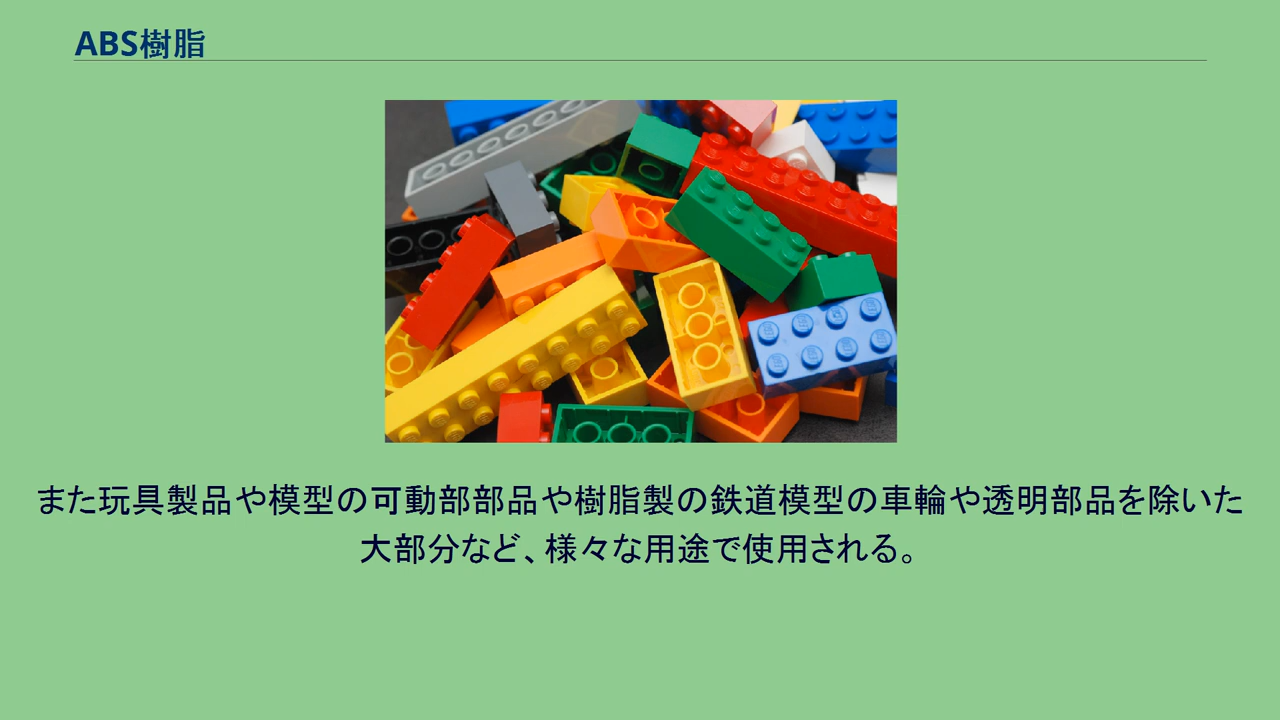 ABS樹脂
また玩具製品や模型の可動部部品や樹脂製の鉄道模型の車輪や透明部品を除いた
大部分など、様々な用途で使用される。